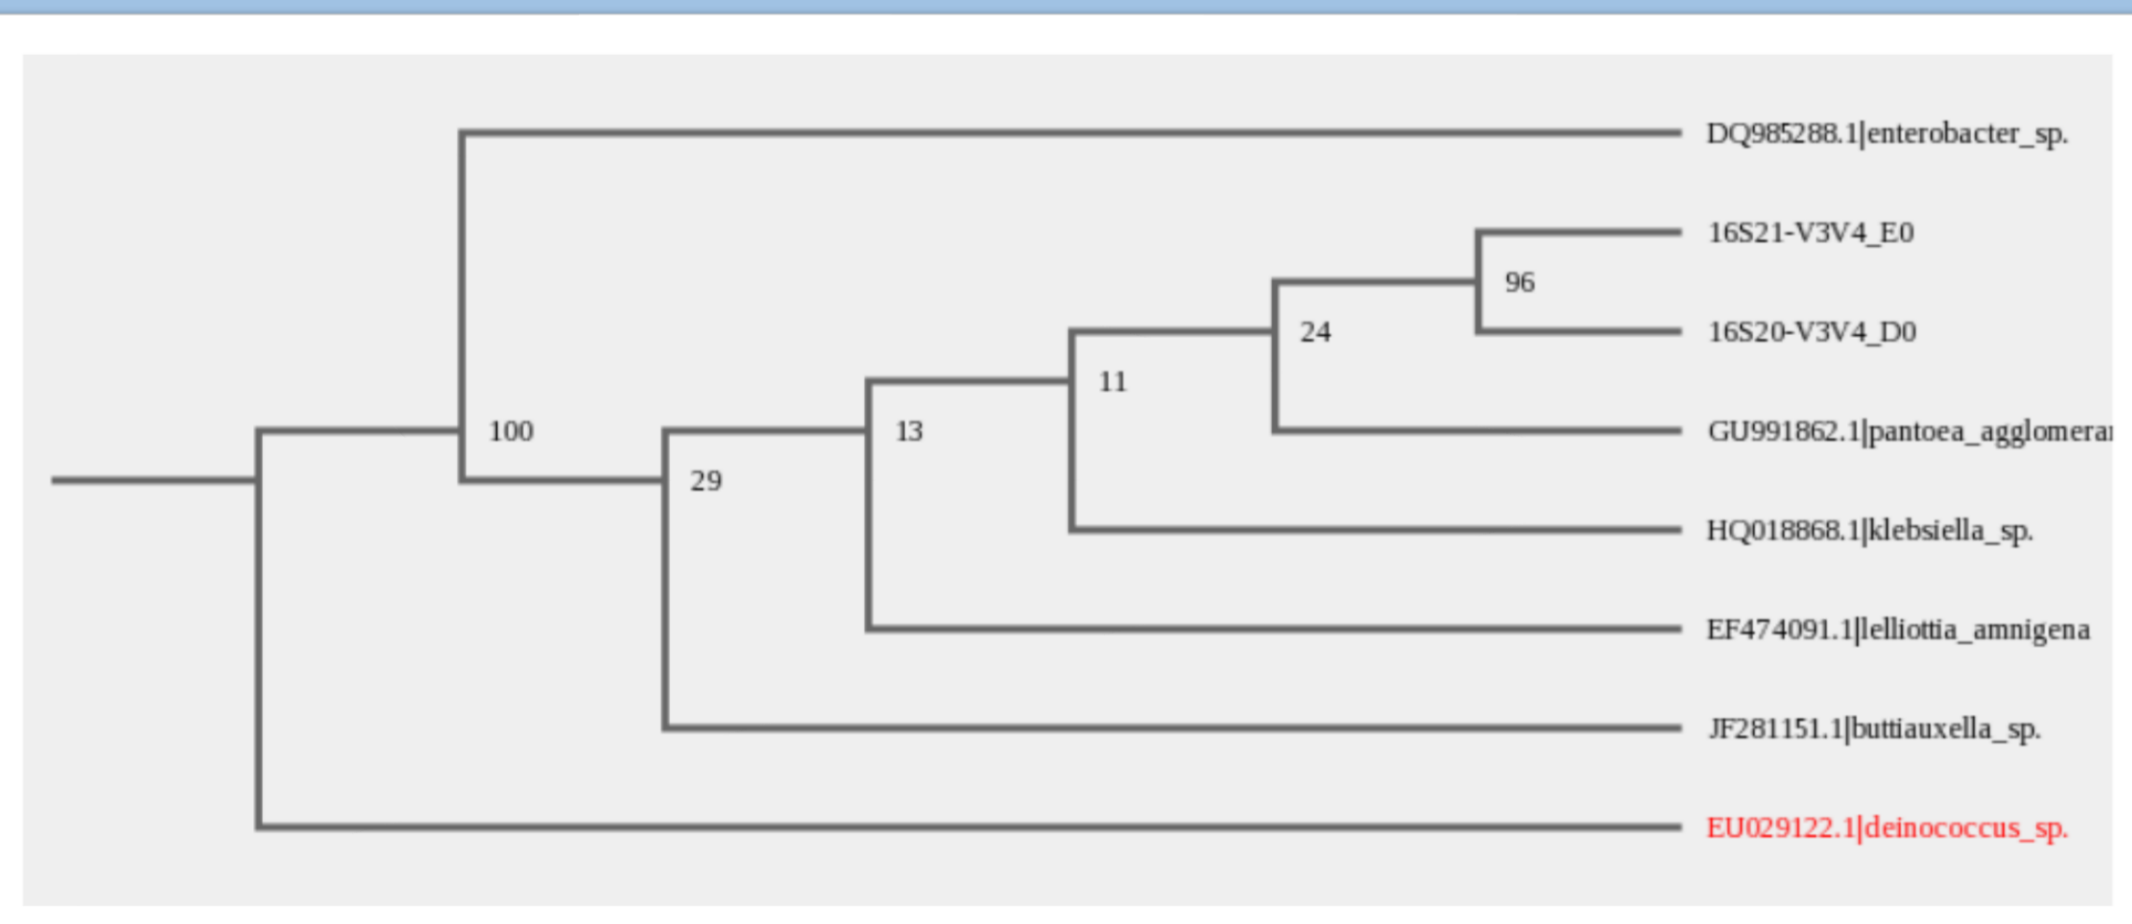 DQ985288.1|enterobacter_sp.
16S21-V3V4_E0
96
16S20-V3V4_D0
24
11
GU991862.1|pantoea_agglomera
100
13
29
HQ018868.1|klebsiella_sp.
EF474091.1|lelliottia_amnigena
JF281151.1|buttiauxella_sp.
EU029122.1|deinococcus_sp.